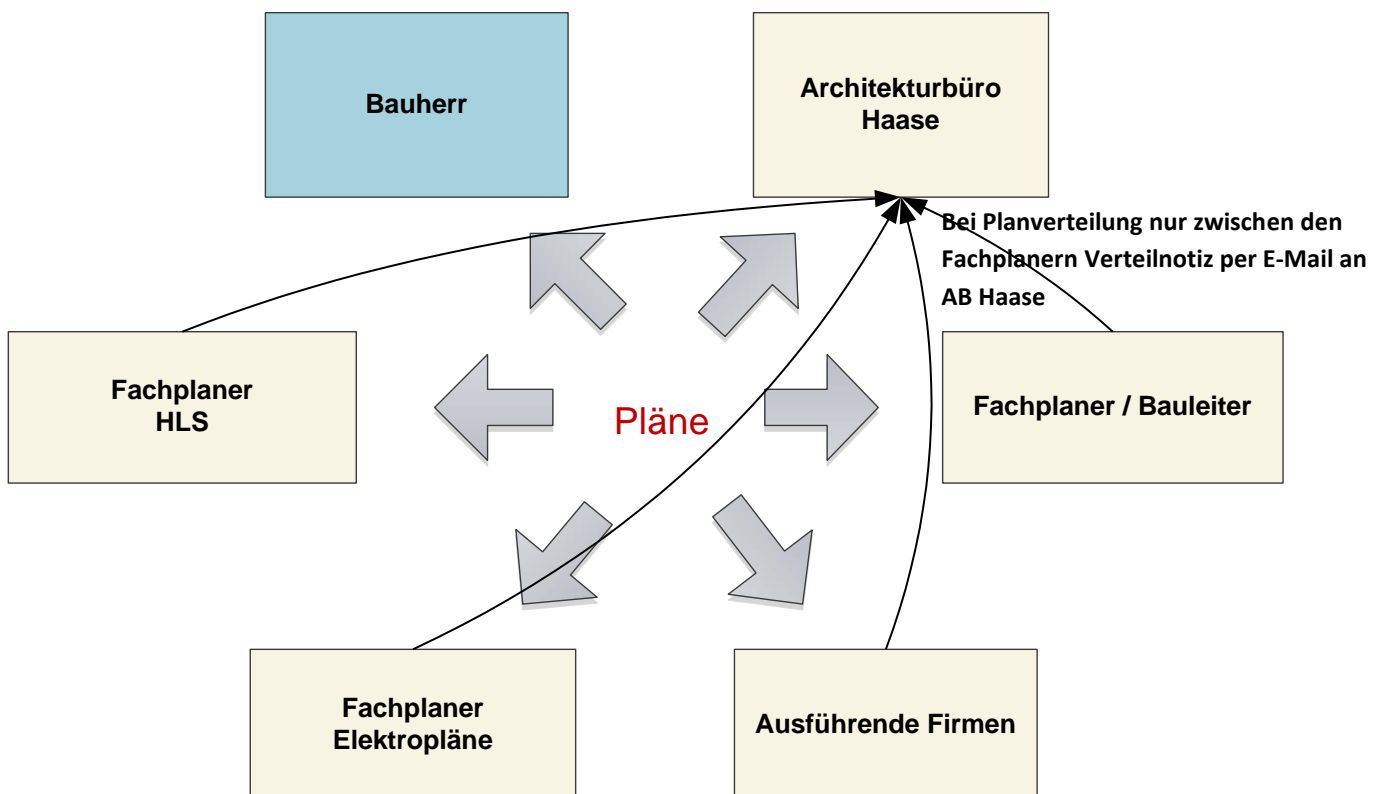 Bauherr
Architekturbüro
Haase
Bei Planverteilung nur zwischen den
Fachplanern Verteilnotiz per E-Mail an
AB Haase
Fachplaner
HLS
Pläne
Fachplaner / Bauleiter
Fachplaner
Elektropläne
Ausführende Firmen